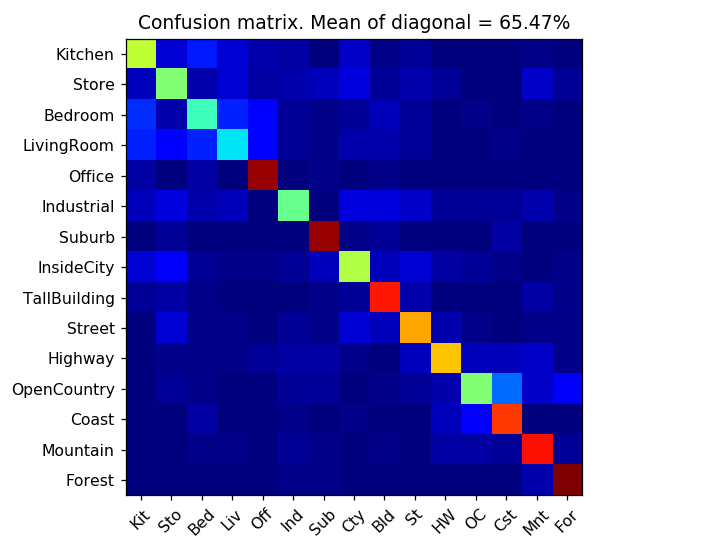 Confusion matrix. Mean of diagonal = 65.47%
Kitchen
Store
Bedroom
LivingRoom
Office
Industrial
Suburb
InsideCity
TallBuilding
Street
Highway
OpenCountry
Coast
Mountain
Forest
Kit Sto Bed Liv Off Ind Sub Cty Bld St HW OC Cst Mnt For